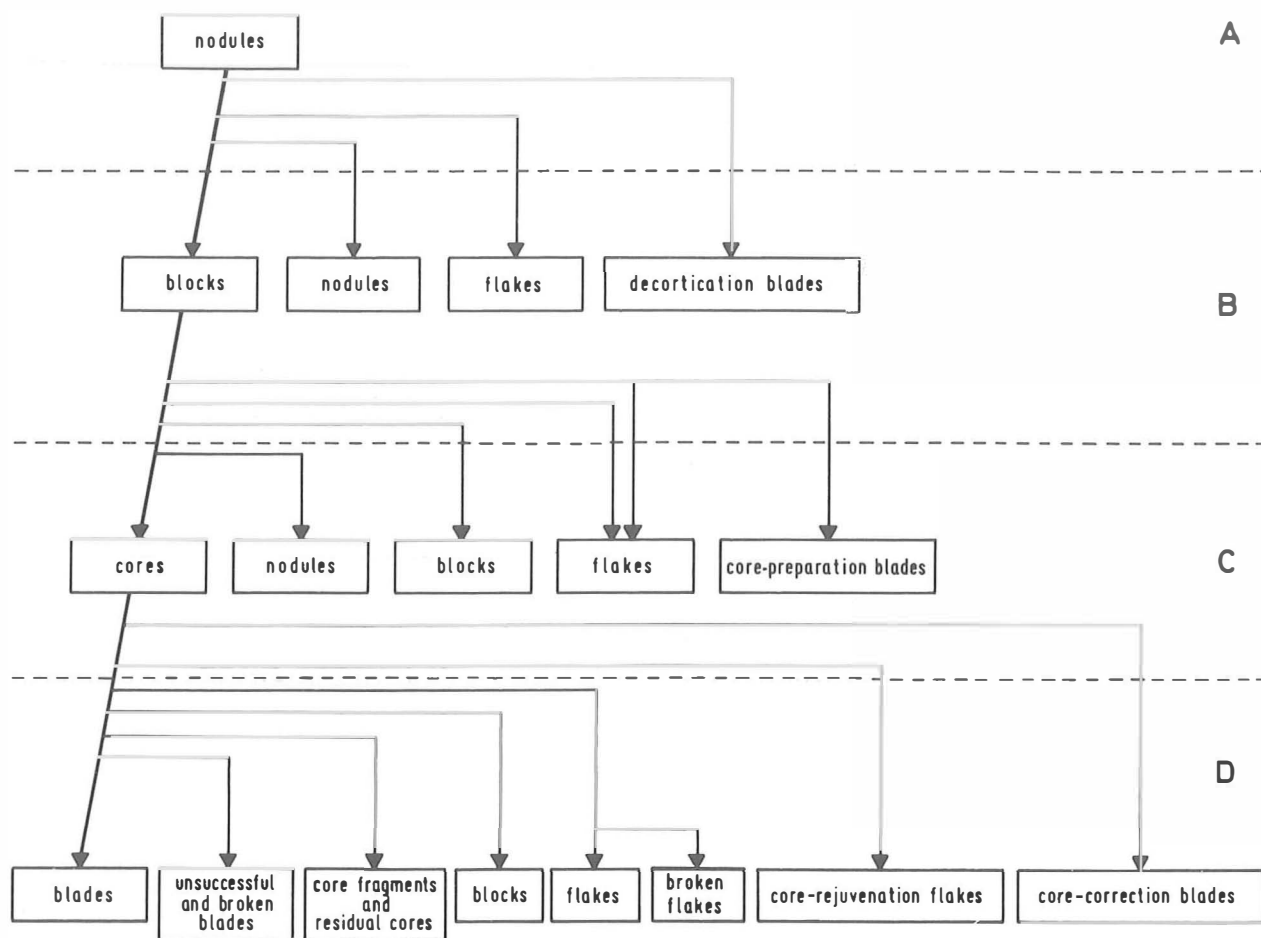 A
nodules
blocks
nodules
flakes
decortication blades
B
cores
nodules
blocks
flakes
core-preparation blades
C
D
blades
unsuccessful
and broken
blades
core fragments
and
residual cores
blocks
flakes
broken
flakes
core-rejuvenation flakes
core-correction blades